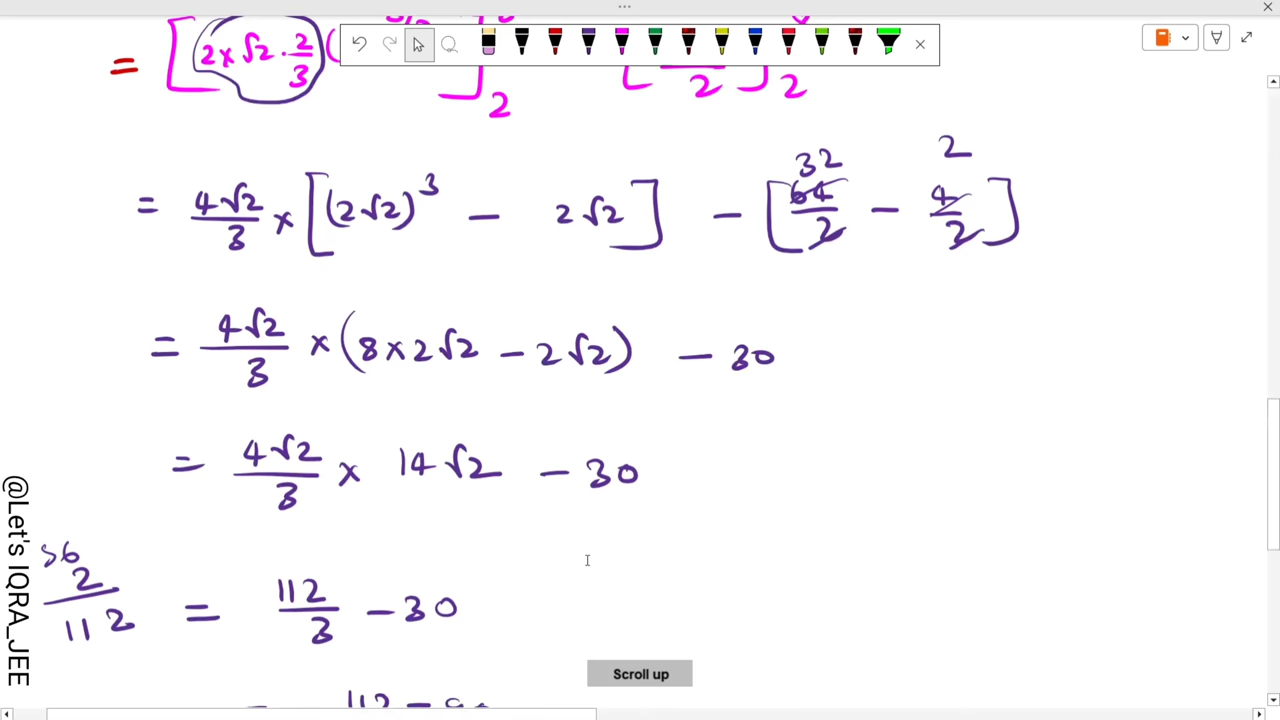 = [2×√2·2/3(
]2 [ 2 ]2
= 4√2/3 × [(2√2)^3 - 2√2] - [64/2 - 4/2]
32 2
= 4√2/3 × (8×2√2 - 2√2) - 30
= 4√2/3 × 14√2 - 30
56
2
112
= 112/3 - 30
Scroll up
@Let's IQRA_JEE